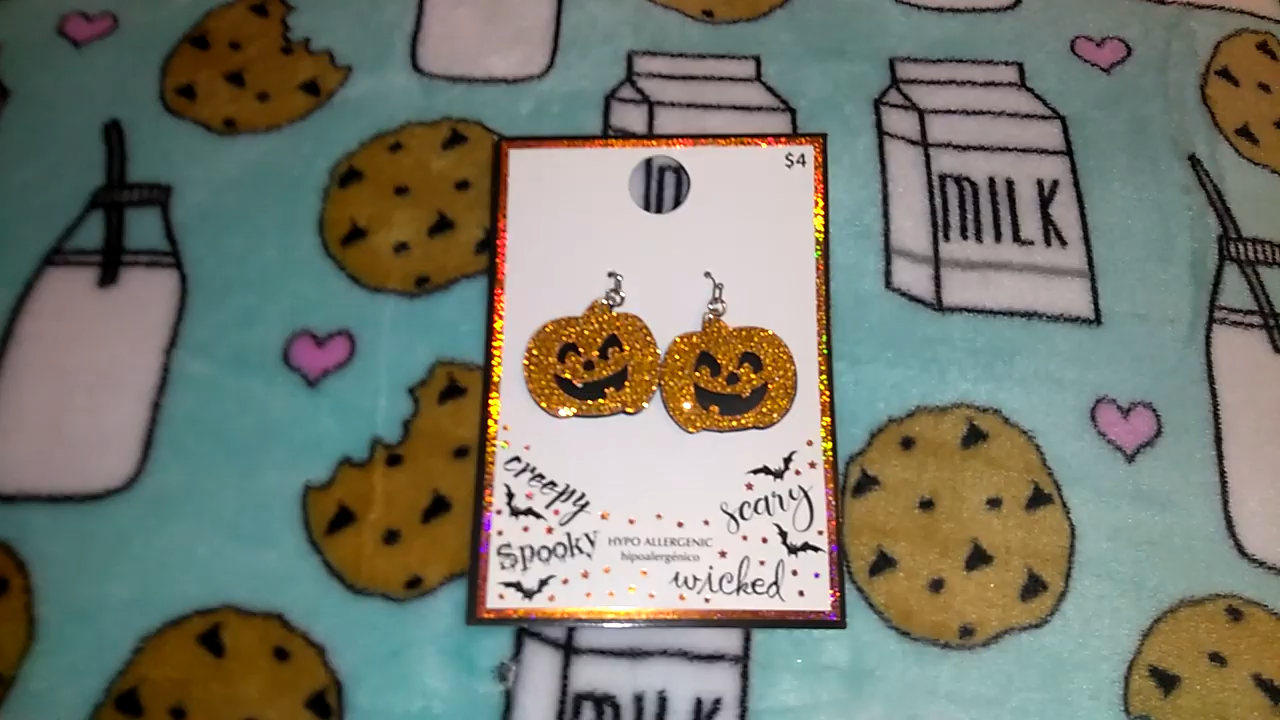 $4
MILK
creepy
scary
spooky
HYPO ALLERGENIC
hipoalergénico
wicked
MILK